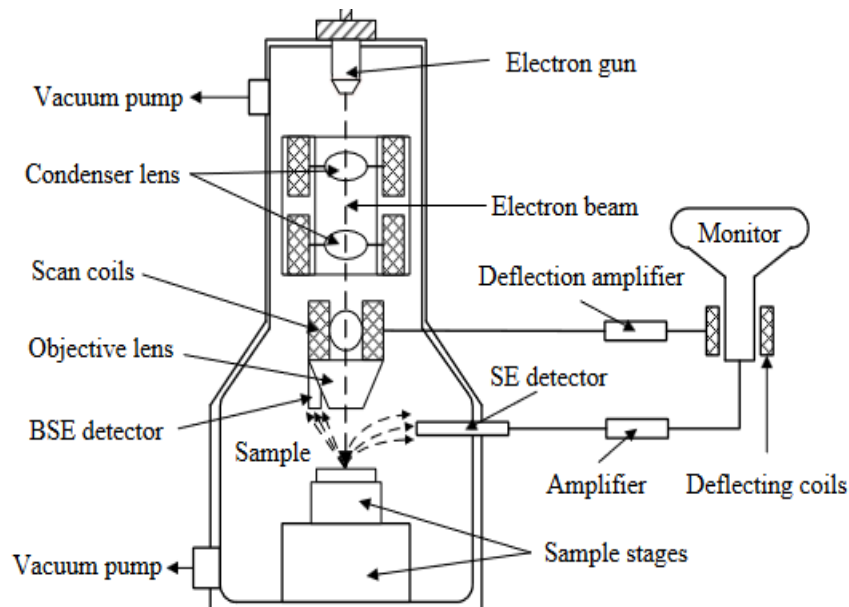 Electron gun
Vacuum pump
Condenser lens
Electron beam
Monitor
Scan coils
Deflection amplifier
Objective lens
SE detector
BSE detector
Sample
Amplifier
Deflecting coils
Sample stages
Vacuum pump